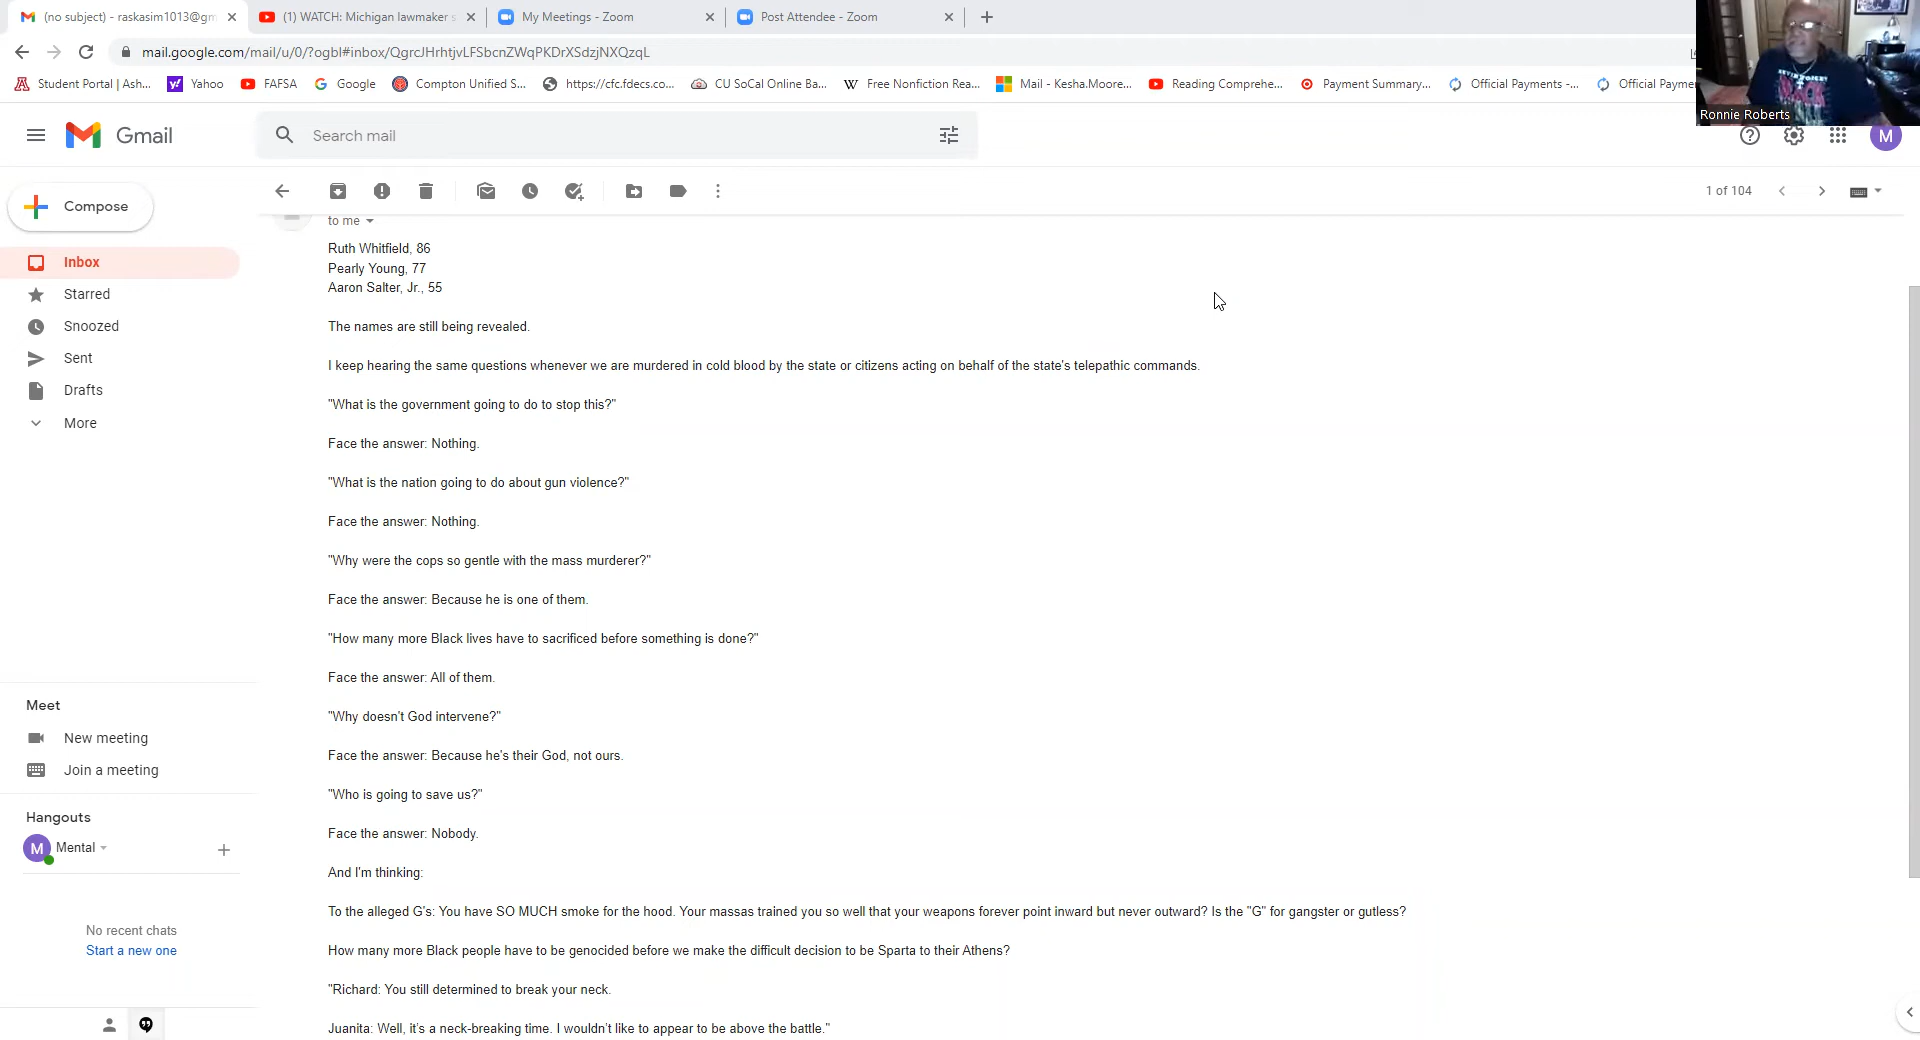 (no subject) - raskasim1013@gm
(1) WATCH: Michigan lawmaker s
My Meetings - Zoom
Post Attendee - Zoom
mail.google.com/mail/u/0/?ogbl#inbox/QgrcJHrhtjvLFSbcnZWqPKDrXSdzjNXQzqL
Student Portal | Ash...
Yahoo
FAFSA
Google
Compton Unified S...
https://cfc.fdecs.co...
CU SoCal Online Ba...
Free Nonfiction Rea...
Mail - Kesha.Moore...
Reading Comprehe...
Payment Summary...
Official Payments -...
Official Payme
Ronnie Roberts
Gmail
Search mail
M
Compose
1 of 104
to me
Inbox
Starred
Snoozed
Sent
Drafts
More
Ruth Whitfield, 86
Pearly Young, 77
Aaron Salter, Jr., 55
The names are still being revealed.
I keep hearing the same questions whenever we are murdered in cold blood by the state or citizens acting on behalf of the state's telepathic commands.
"What is the government going to do to stop this?"
Face the answer: Nothing.
"What is the nation going to do about gun violence?"
Face the answer: Nothing.
"Why were the cops so gentle with the mass murderer?"
Face the answer: Because he is one of them.
"How many more Black lives have to sacrificed before something is done?"
Face the answer: All of them.
"Why doesn't God intervene?"
Face the answer: Because he's their God, not ours.
"Who is going to save us?"
Face the answer: Nobody.
And I'm thinking:
To the alleged G's: You have SO MUCH smoke for the hood. Your massas trained you so well that your weapons forever point inward but never outward? Is the "G" for gangster or gutless?
How many more Black people have to be genocided before we make the difficult decision to be Sparta to their Athens?
"Richard: You still determined to break your neck.
Juanita: Well, it's a neck-breaking time. I wouldn't like to appear to be above the battle."
Meet
New meeting
Join a meeting
Hangouts
M
Mental
No recent chats
Start a new one